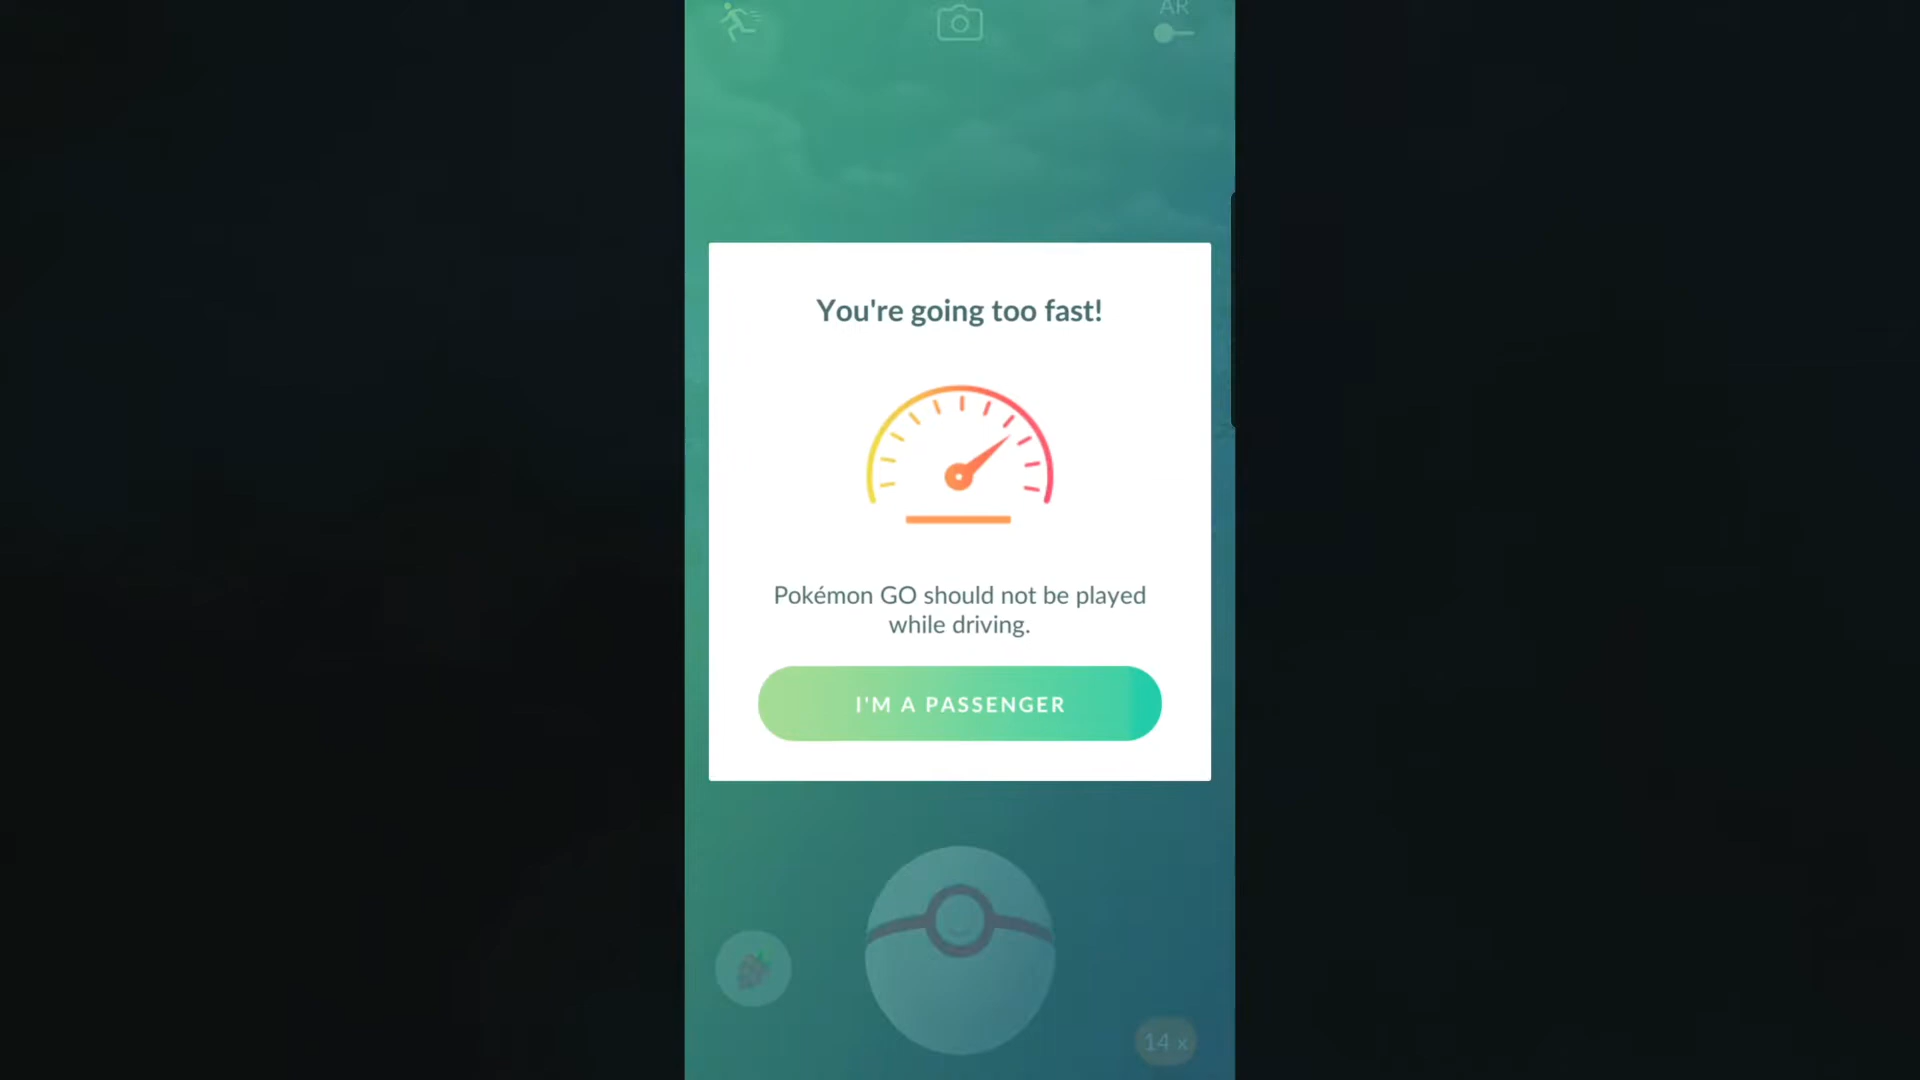 AR
You're going too fast!
Pokémon GO should not be played
while driving.
I'M A PASSENGER
14 x